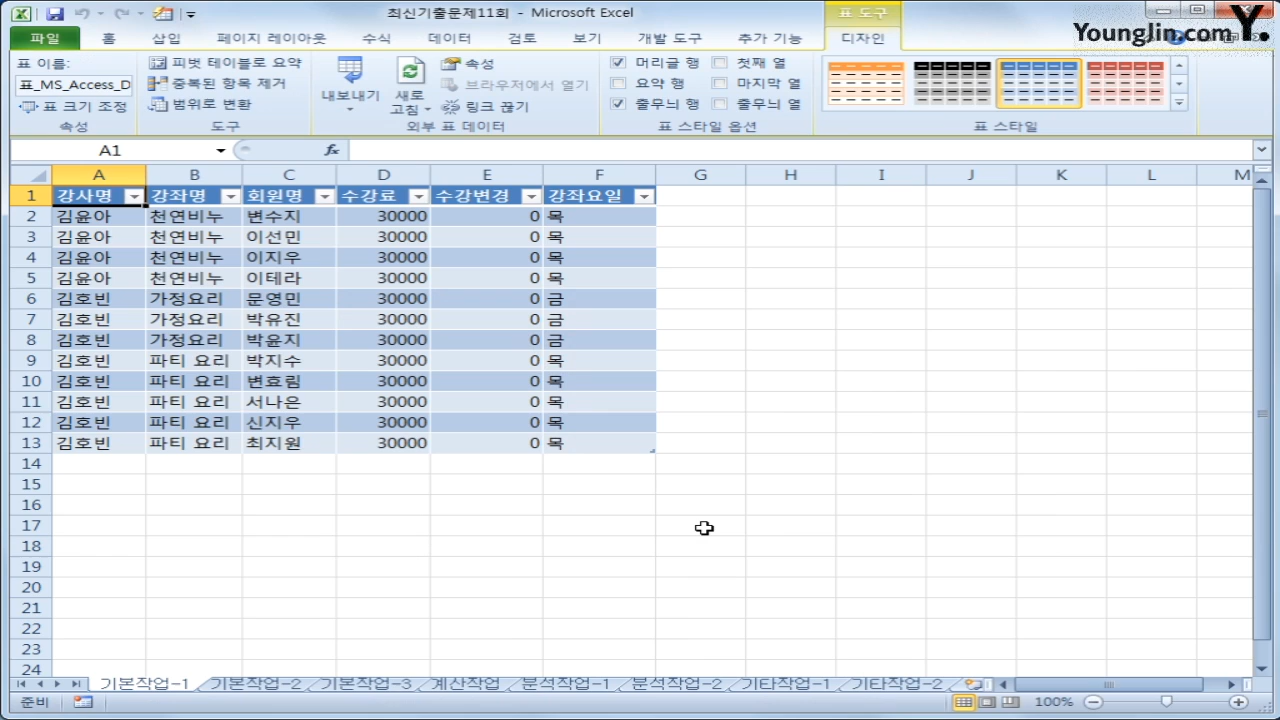 최신기출문제11회 - Microsoft Excel
표 도구
Youngjin.com Y.
파일 홈 삽입 페이지 레이아웃 수식 데이터 검토 보기 개발 도구 추가 기능 디자인
표 이름:
표_MS_Access_D
표 크기 조정
속성
피벗 테이블로 요약
중복된 항목 제거
범위로 변환
도구
내보내기
새로 고침
속성
브라우저에서 열기
링크 끊기
외부 표 데이터
머리글 행 첫째 열
요약 행 마지막 열
줄무늬 행 줄무늬 열
표 스타일 옵션
표 스타일
A1 fx
A B C D E F G H I J K L M
1 강사명 강좌명 회원명 수강료 수강변경 강좌요일
2 김윤아 천연비누 변수지 30000 0 목
3 김윤아 천연비누 이선민 30000 0 목
4 김윤아 천연비누 이지우 30000 0 목
5 김윤아 천연비누 이테라 30000 0 목
6 김호빈 가정요리 문영민 30000 0 금
7 김호빈 가정요리 박유진 30000 0 금
8 김호빈 가정요리 박윤지 30000 0 금
9 김호빈 파티 요리 박지수 30000 0 목
10 김호빈 파티 요리 변효림 30000 0 목
11 김호빈 파티 요리 서나은 30000 0 목
12 김호빈 파티 요리 신지우 30000 0 목
13 김호빈 파티 요리 최지원 30000 0 목
14
15
16
17
18
19
20
21
22
23
24
기본작업-1 기본작업-2 기본작업-3 계산작업 분석작업-1 분석작업-2 기타작업-1 기타작업-2
준비 100%